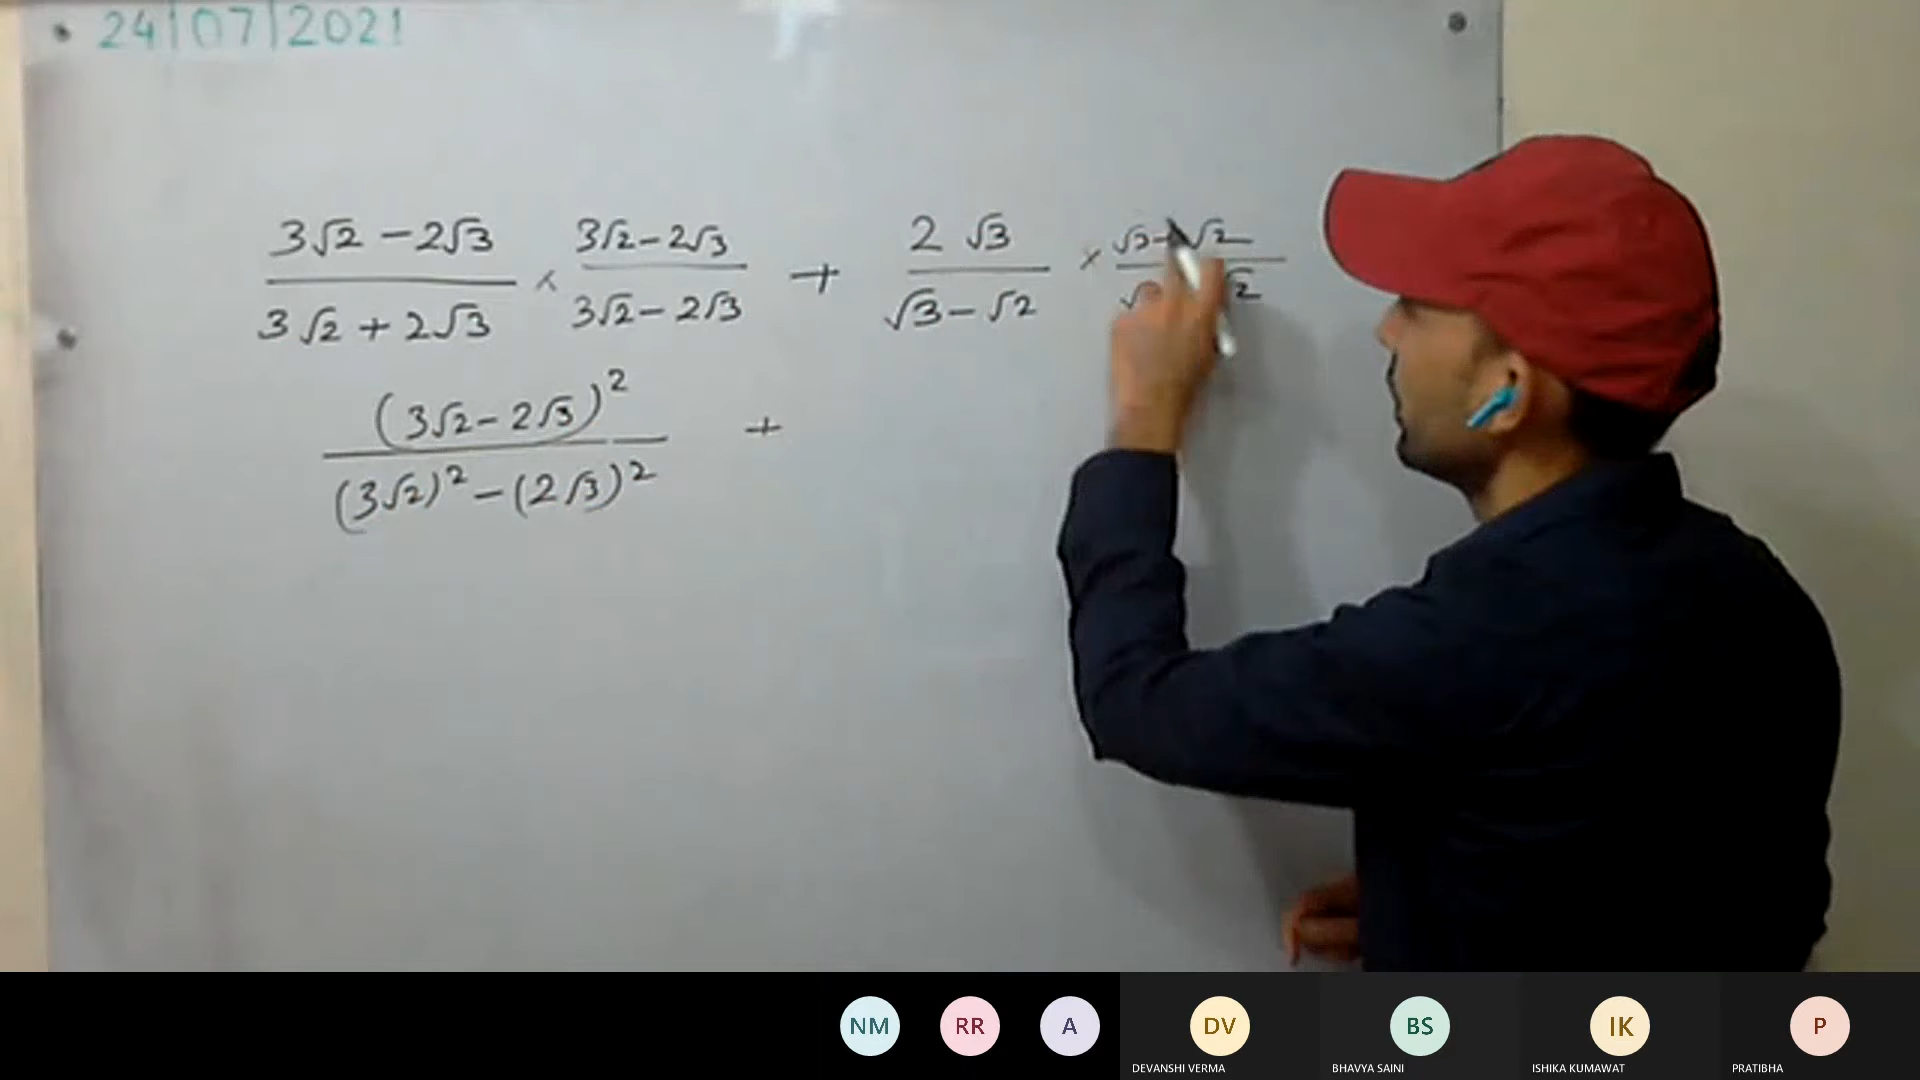 24|07|2021
3√2 - 2√3 / 3√2 + 2√3 × 3√2 - 2√3 / 3√2 - 2√3 + 2 √3 / √3 - √2 ×
(3√2 - 2√3)² / (3√2)² - (2√3)² +
NM RR A DV BS IK P
DEVANSHI VERMA BHAVYA SAINI ISHIKA KUMAWAT PRATIBHA